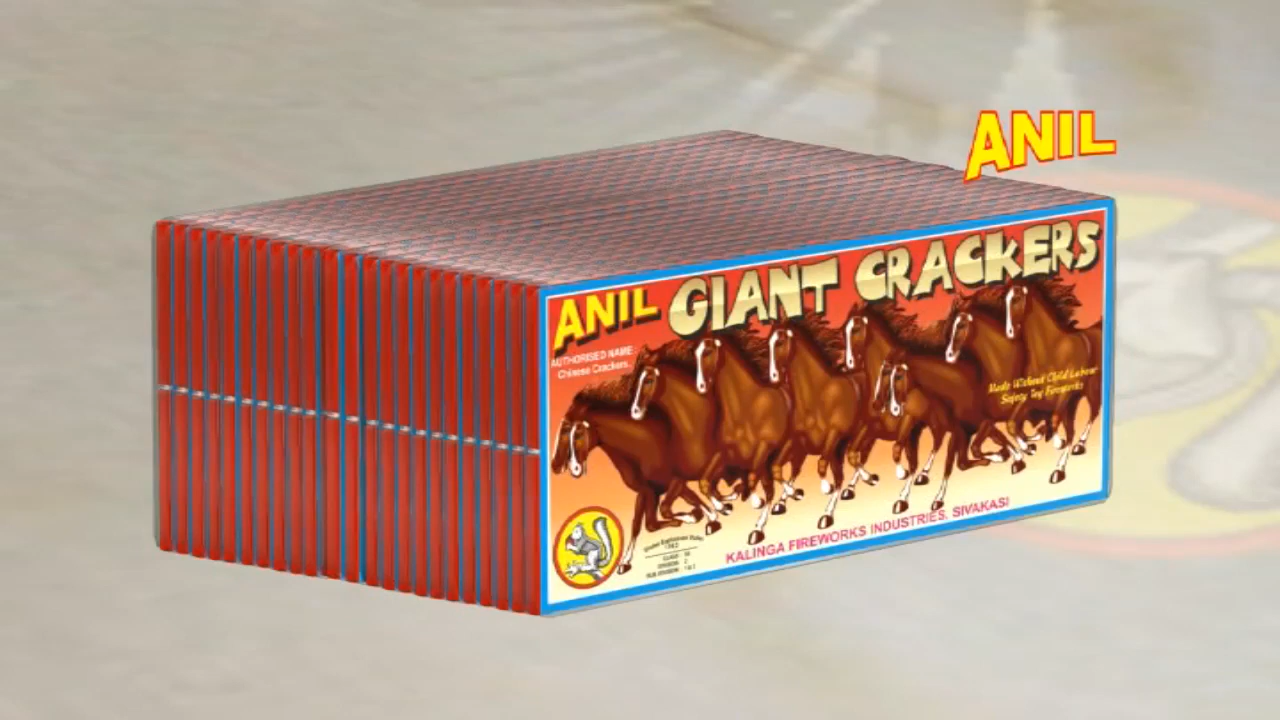 ANIL
ANIL GIANT CRACKERS
AUTHORISED NAME:
Chinese Crackers.
Made Without Child Labour
Safety Toy Fireworks
KALINGA FIREWORKS INDUSTRIES. SIVAKASI